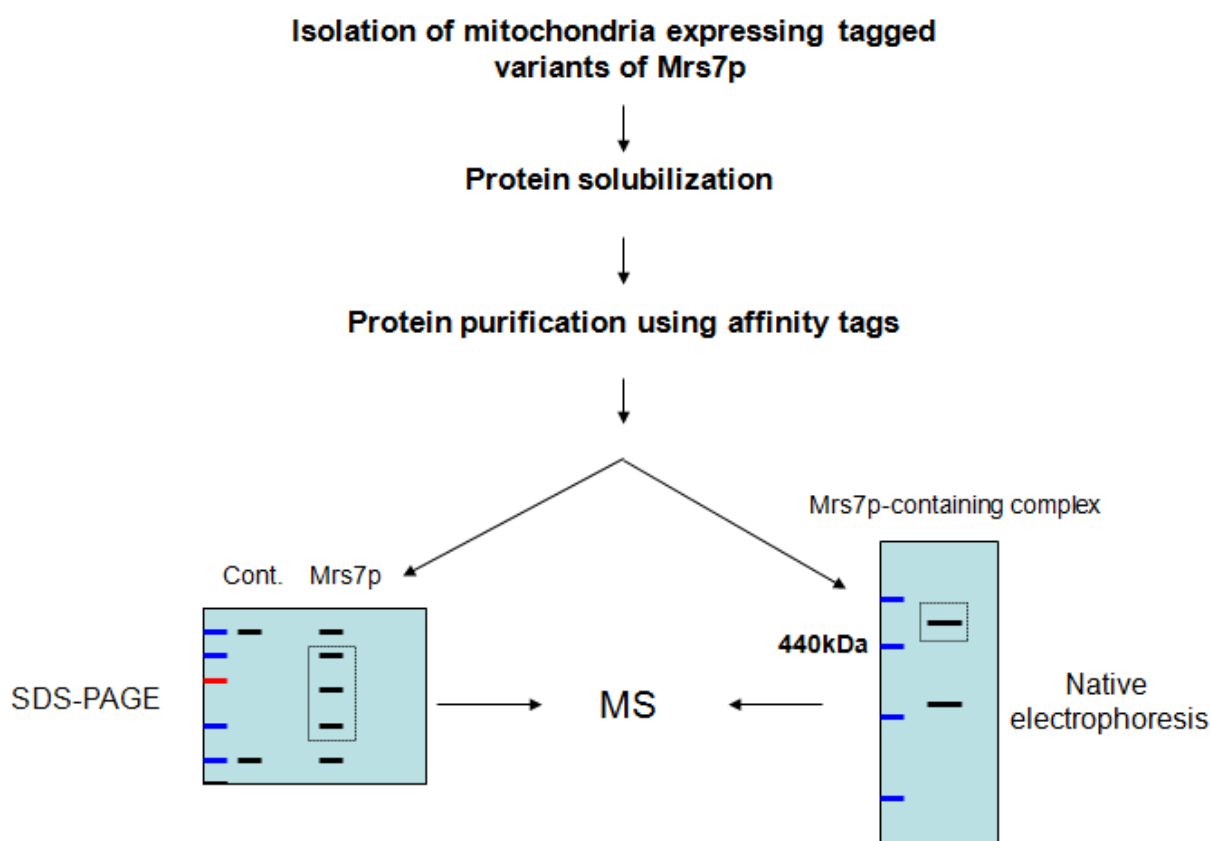 Isolation of mitochondria expressing tagged
variants of Mrs7p
Protein solubilization
Protein purification using affinity tags
Mrs7p-containing complex
Cont. Mrs7p
440kDa
SDS-PAGE
MS
Native
electrophoresis